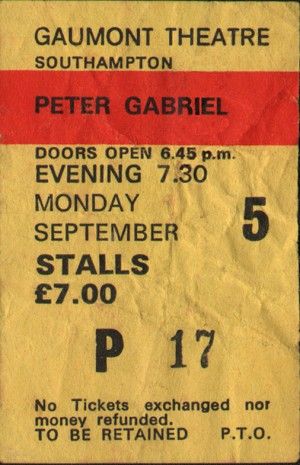 GAUMONT THEATRE
SOUTHAMPTON
PETER GABRIEL
DOORS OPEN 6.45 p.m.
EVENING 7.30
MONDAY
SEPTEMBER 5
STALLS
£7.00
P 17
No Tickets exchanged nor
money refunded.
TO BE RETAINED P.T.O.